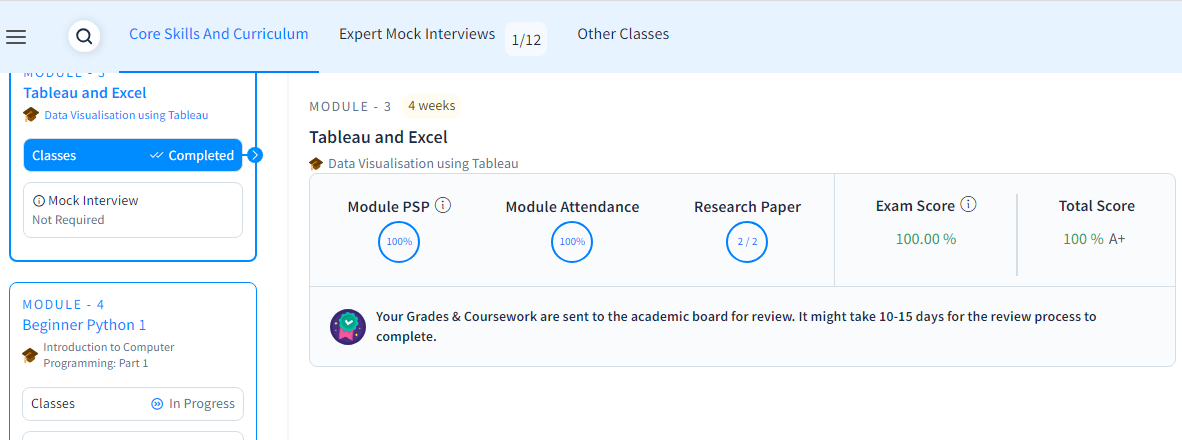 Core Skills And Curriculum
Expert Mock Interviews
1/12
Other Classes
MODULE - 3
Tableau and Excel
Data Visualisation using Tableau
Classes
Completed
Mock Interview
Not Required
MODULE - 4
Beginner Python 1
Introduction to Computer
Programming: Part 1
Classes
In Progress
MODULE - 3
4 weeks
Tableau and Excel
Data Visualisation using Tableau
Module PSP
100%
Module Attendance
100%
Research Paper
2 / 2
Exam Score
100.00 %
Total Score
100 % A+
Your Grades & Coursework are sent to the academic board for review. It might take 10-15 days for the review process to
complete.